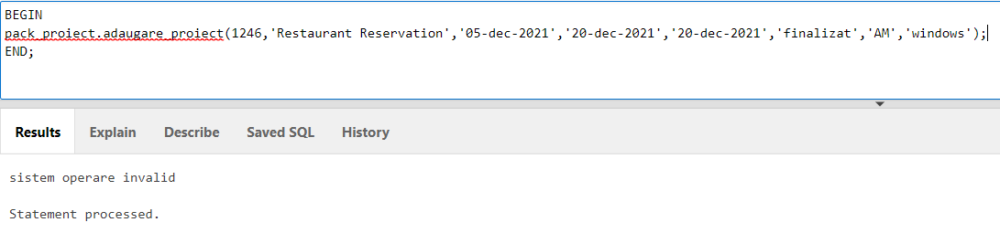 BEGIN
pack_proiect.adaugare_proiect(1246,'Restaurant Reservation','05-dec-2021','20-dec-2021','20-dec-2021','finalizat','AM','windows');
END;
Results Explain Describe Saved SQL History
sistem operare invalid
Statement processed.